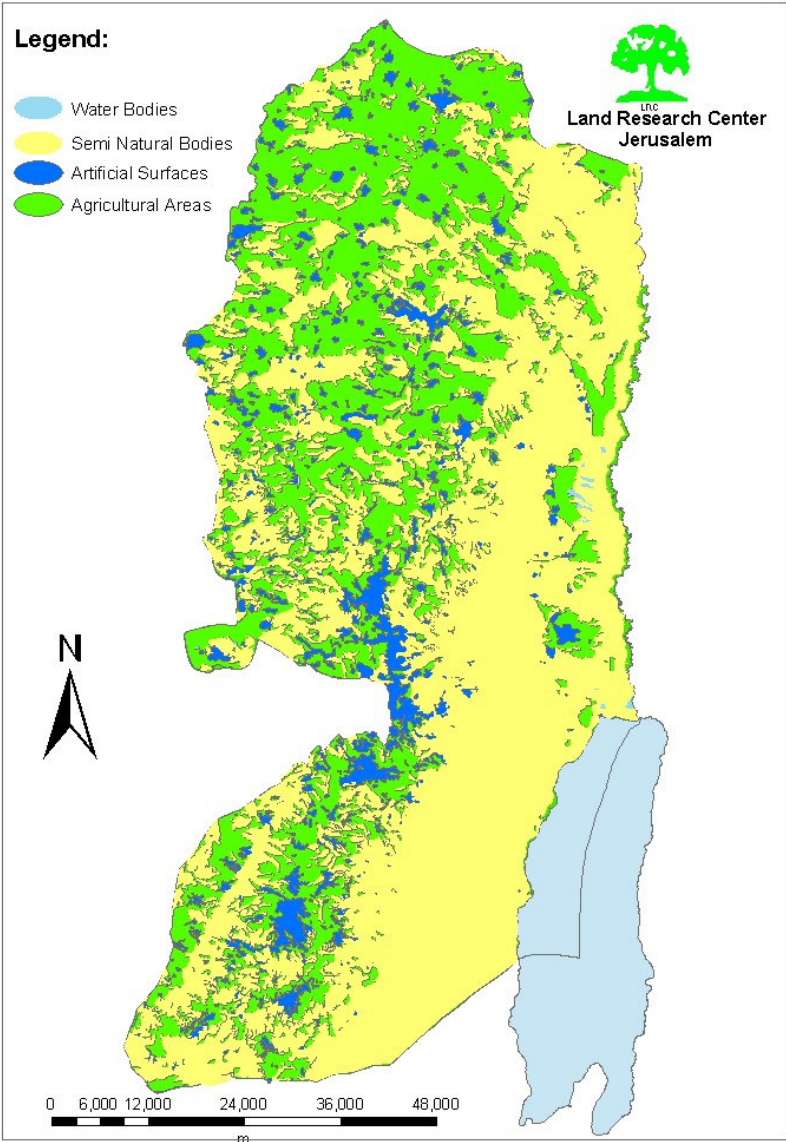 Legend:
Water Bodies
Semi Natural Bodies
Artificial Surfaces
Agricultural Areas
LRC
Land Research Center
Jerusalem
N
0 6,000 12,000 24,000 36,000 48,000
m